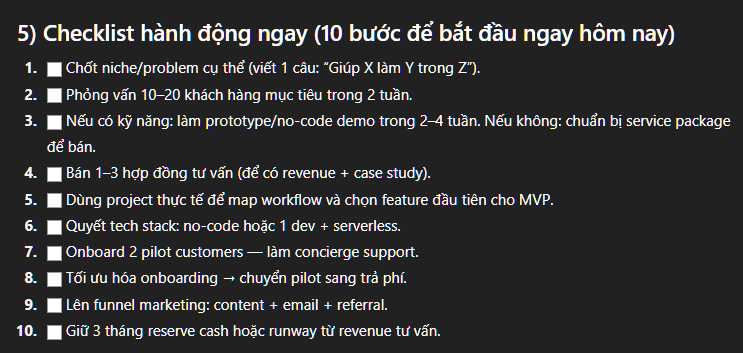 5) Checklist hành động ngay (10 bước để bắt đầu ngay hôm nay)
1. Chốt niche/problem cụ thể (viết 1 câu: “Giúp X làm Y trong Z”).
2. Phỏng vấn 10–20 khách hàng mục tiêu trong 2 tuần.
3. Nếu có kỹ năng: làm prototype/no-code demo trong 2–4 tuần. Nếu không: chuẩn bị service package
để bán.
4. Bán 1–3 hợp đồng tư vấn (để có revenue + case study).
5. Dùng project thực tế để map workflow và chọn feature đầu tiên cho MVP.
6. Quyết tech stack: no-code hoặc 1 dev + serverless.
7. Onboard 2 pilot customers — làm concierge support.
8. Tối ưu hóa onboarding → chuyển pilot sang trả phí.
9. Lên funnel marketing: content + email + referral.
10. Giữ 3 tháng reserve cash hoặc runway từ revenue tư vấn.